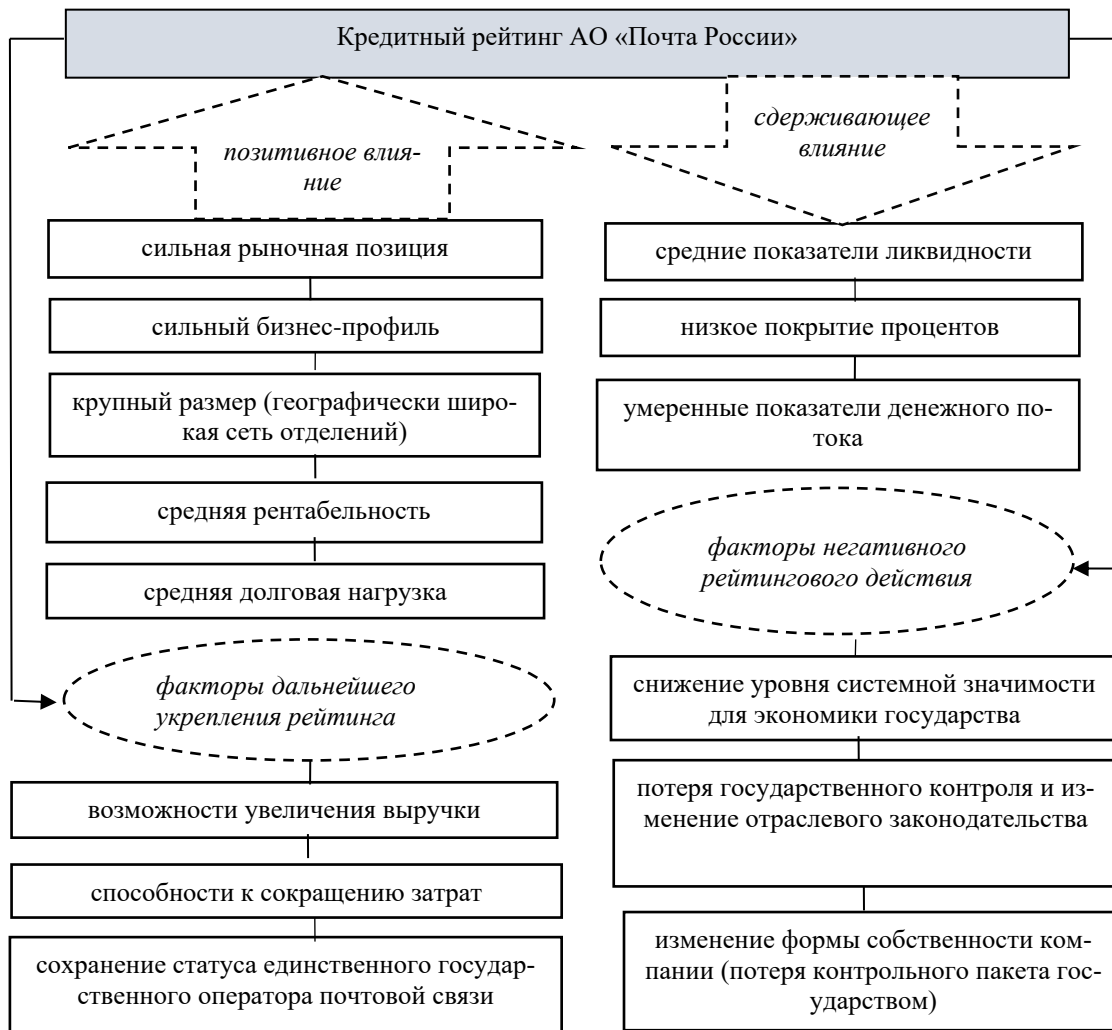 Кредитный рейтинг АО «Почта России»
позитивное влия-
ние
сильная рыночная позиция
сильный бизнес-профиль
крупный размер (географически широ-
кая сеть отделений)
средняя рентабельность
средняя долговая нагрузка
факторы дальнейшего
укрепления рейтинга
возможности увеличения выручки
способности к сокращению затрат
сохранение статуса единственного государ-
ственного оператора почтовой связи
сдерживающее
влияние
средние показатели ликвидности
низкое покрытие процентов
умеренные показатели денежного по-
тока
факторы негативного
рейтингового действия
снижение уровня системной значимости
для экономики государства
потеря государственного контроля и из-
менение отраслевого законодательства
изменение формы собственности ком-
пании (потеря контрольного пакета гос-
ударством)